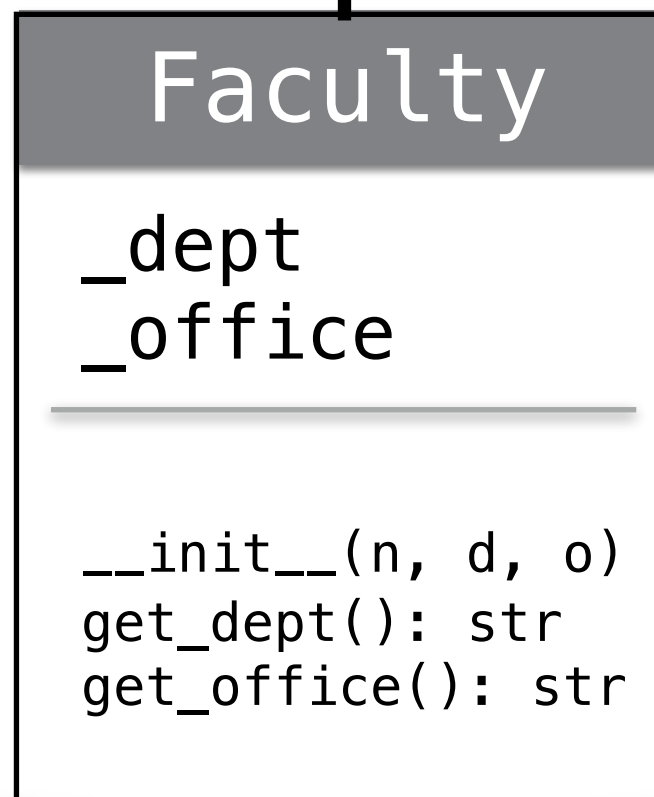 Faculty
_dept
_office
__init__(n, d, o)
get_dept(): str
get_office(): str